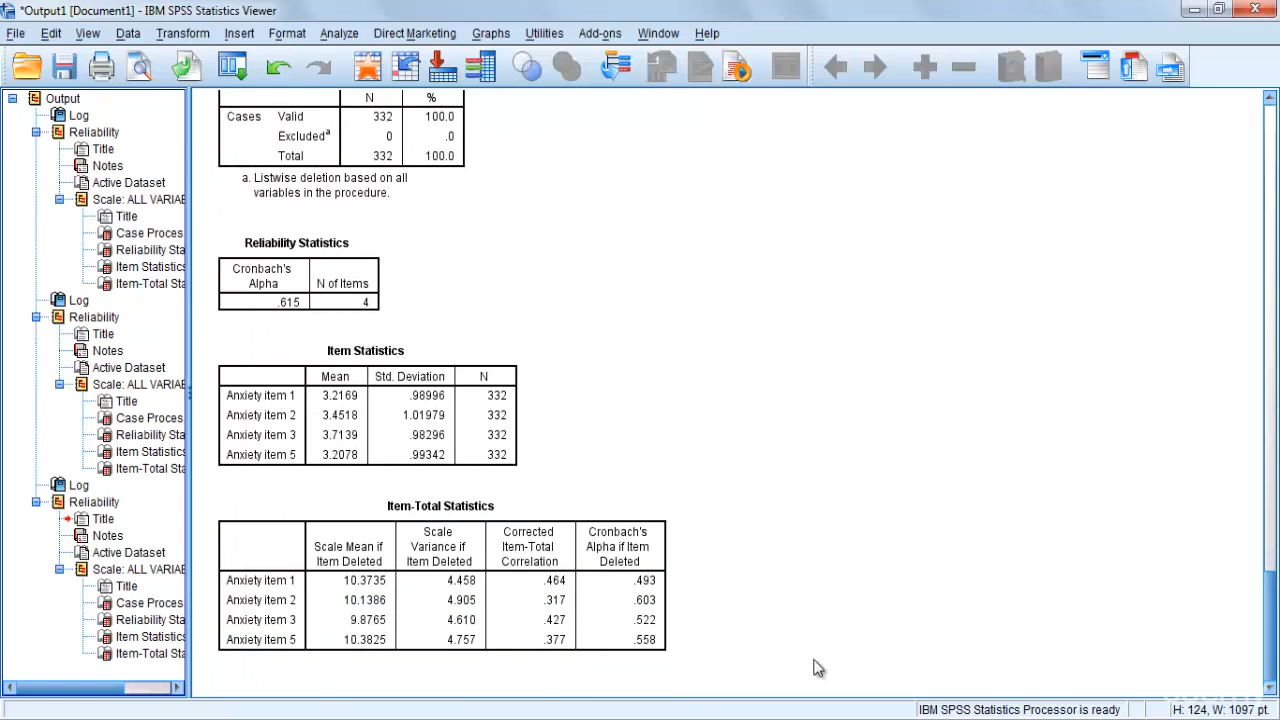 *Output1 [Document1] - IBM SPSS Statistics Viewer
File Edit View Data Transform Insert Format Analyze Direct Marketing Graphs Utilities Add-ons Window Help
Output
Log
Reliability
Title
Notes
Active Dataset
Scale: ALL VARIAE
Title
Case Proces
Reliability Sta
Item Statistics
Item-Total Sta
Log
Reliability
Title
Notes
Active Dataset
Scale: ALL VARIAE
Title
Case Proces
Reliability Sta
Item Statistics
Item-Total Sta
Log
Reliability
Title
Notes
Active Dataset
Scale: ALL VARIAE
Title
Case Proces
Reliability Sta
Item Statistics
Item-Total Sta
N %
Cases Valid 332 100.0
Excludedᵃ 0 .0
Total 332 100.0
a. Listwise deletion based on all
variables in the procedure.
Reliability Statistics
Cronbach's
Alpha N of Items
.615 4
Item Statistics
Mean Std. Deviation N
Anxiety item 1 3.2169 .98996 332
Anxiety item 2 3.4518 1.01979 332
Anxiety item 3 3.7139 .98296 332
Anxiety item 5 3.2078 .99342 332
Item-Total Statistics
Scale Mean if Item Deleted Scale Variance if Item Deleted Corrected Item-Total Correlation Cronbach's Alpha if Item Deleted
Anxiety item 1 10.3735 4.458 .464 .493
Anxiety item 2 10.1386 4.905 .317 .603
Anxiety item 3 9.8765 4.610 .427 .522
Anxiety item 5 10.3825 4.757 .377 .558
IBM SPSS Statistics Processor is ready H: 124, W: 1097 pt.